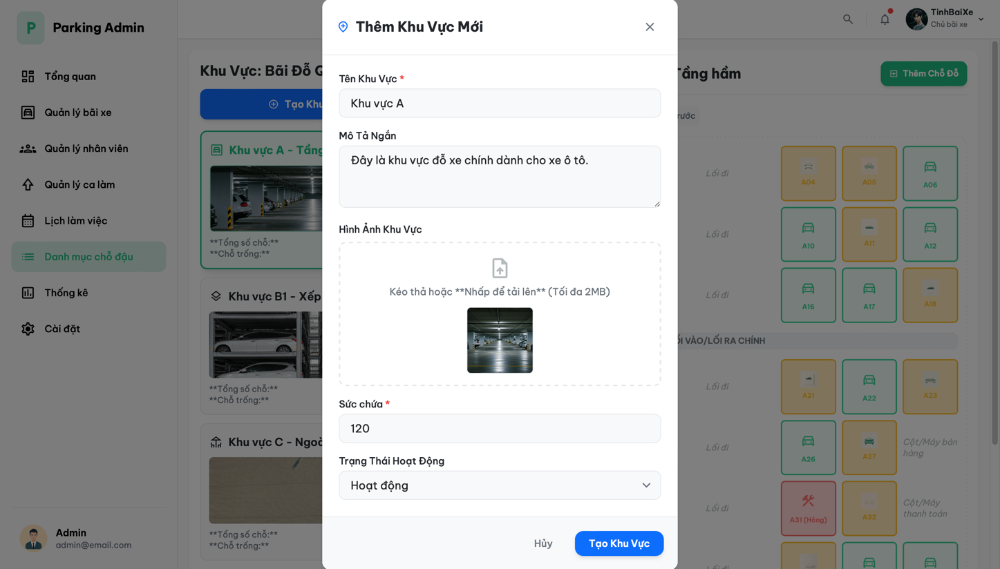 P
Parking Admin
Tổng quan
Quản lý bãi xe
Quản lý nhân viên
Quản lý ca làm
Lịch làm việc
Danh mục chỗ đậu
Thống kê
Cài đặt
Admin
admin@email.com
TinhBaiXe
Chủ bãi xe
Khu Vực: Bãi Đỗ
Tạo Khu
Khu vực A - Tầng
**Tổng số chỗ:**
**Chỗ trống:**
Khu vực B1 - Xếp
**Tổng số chỗ:**
**Chỗ trống:**
Khu vực C - Ngoà
**Tổng số chỗ:**
**Chỗ trống:**
Thêm Khu Vực Mới
Tên Khu Vực *
Khu vực A
Mô Tả Ngắn
Đây là khu vực đỗ xe chính dành cho xe ô tô.
Hình Ảnh Khu Vực
Kéo thả hoặc **Nhấp để tải lên** (Tối đa 2MB)
Sức chứa *
120
Trạng Thái Hoạt Động
Hoạt động
Hủy
Tạo Khu Vực
Tầng hầm
Thêm Chỗ Đỗ
rước
Lối đi
A04
A05
A06
Lối đi
A10
A11
A12
Lối đi
A16
A17
A18
ỐI VÀO/LỐI RA CHÍNH
Lối đi
A21
A22
A23
Lối đi
A26
A27
Cột/Máy bán
hàng
Lối đi
A31 (Hỏng)
A32
Cột/Máy
thanh toán